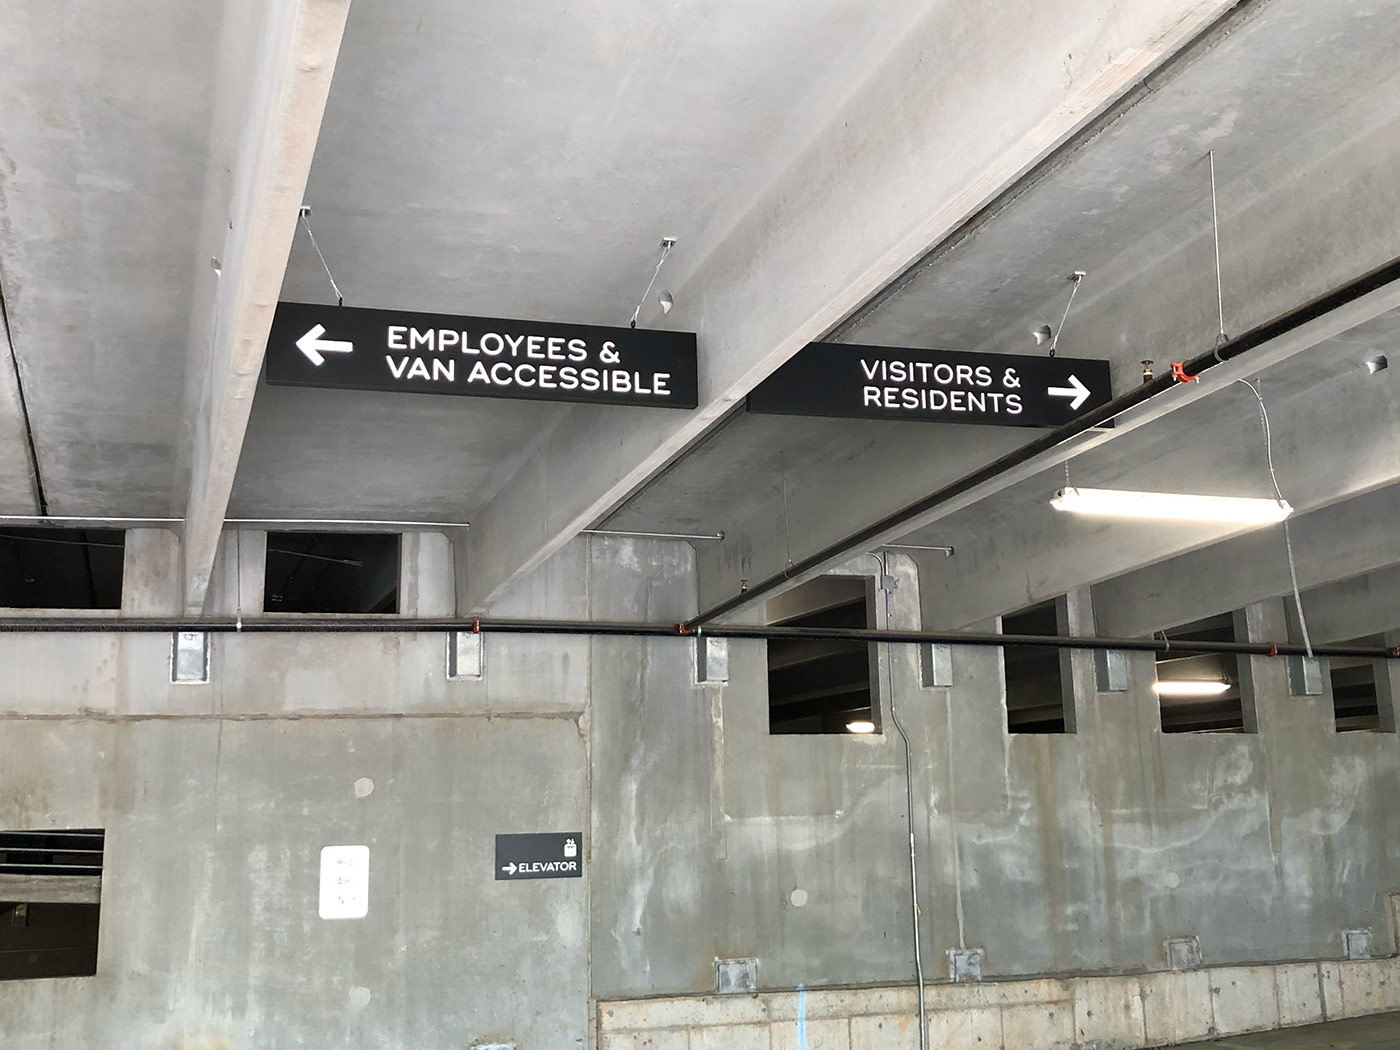 EMPLOYEES &
VAN ACCESSIBLE
VISITORS &
RESIDENTS
ELEVATOR